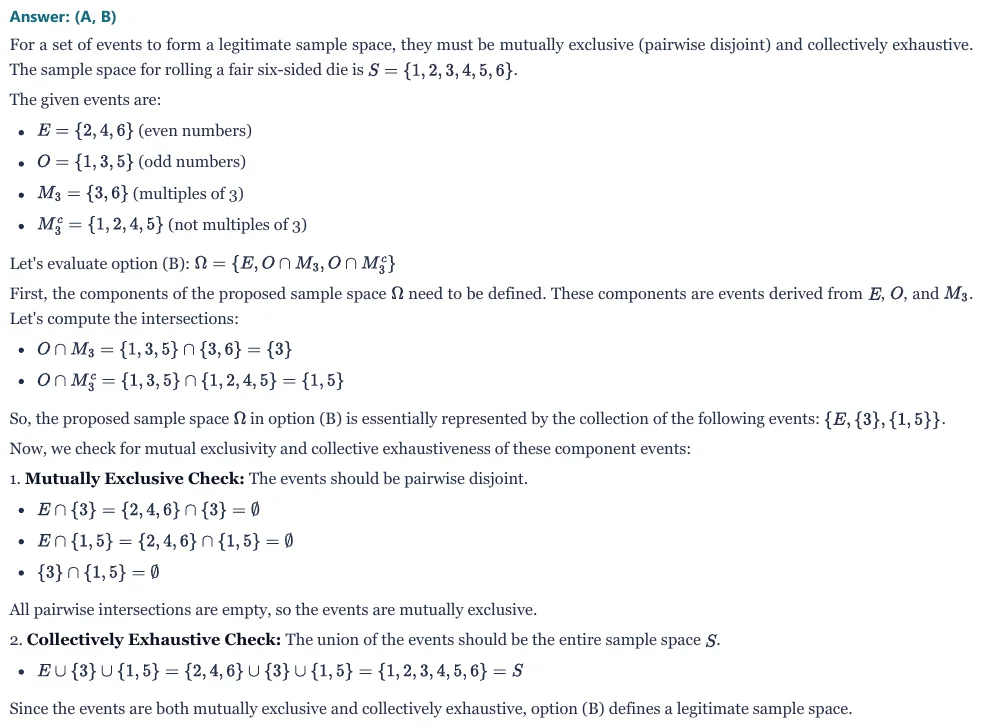 Answer: (A, B)
For a set of events to form a legitimate sample space, they must be mutually exclusive (pairwise disjoint) and collectively exhaustive.
The sample space for rolling a fair six-sided die is S = {1, 2, 3, 4, 5, 6}.
The given events are:
• E = {2, 4, 6} (even numbers)
• O = {1, 3, 5} (odd numbers)
• M₃ = {3, 6} (multiples of 3)
• M₃ᶜ = {1, 2, 4, 5} (not multiples of 3)
Let's evaluate option (B): Ω = {E, O ∩ M₃, O ∩ M₃ᶜ}
First, the components of the proposed sample space Ω need to be defined. These components are events derived from E, O, and M₃.
Let's compute the intersections:
• O ∩ M₃ = {1, 3, 5} ∩ {3, 6} = {3}
• O ∩ M₃ᶜ = {1, 3, 5} ∩ {1, 2, 4, 5} = {1, 5}
So, the proposed sample space Ω in option (B) is essentially represented by the collection of the following events: {E, {3}, {1, 5}}.
Now, we check for mutual exclusivity and collective exhaustiveness of these component events:
1. Mutually Exclusive Check: The events should be pairwise disjoint.
• E ∩ {3} = {2, 4, 6} ∩ {3} = ∅
• E ∩ {1, 5} = {2, 4, 6} ∩ {1, 5} = ∅
• {3} ∩ {1, 5} = ∅
All pairwise intersections are empty, so the events are mutually exclusive.
2. Collectively Exhaustive Check: The union of the events should be the entire sample space S.
• E ∪ {3} ∪ {1, 5} = {2, 4, 6} ∪ {3} ∪ {1, 5} = {1, 2, 3, 4, 5, 6} = S
Since the events are both mutually exclusive and collectively exhaustive, option (B) defines a legitimate sample space.